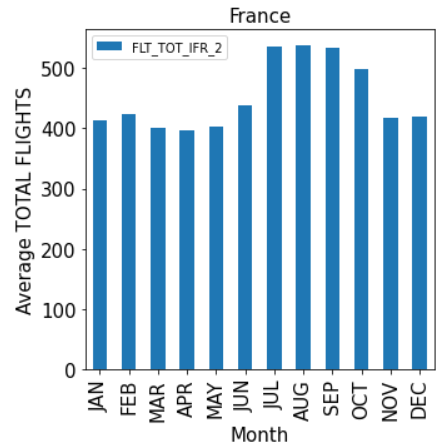 France
FLT_TOT_IFR_2
Average TOTAL FLIGHTS
500
400
300
200
100
0
JAN FEB MAR APR MAY JUN JUL AUG SEP OCT NOV DEC
Month